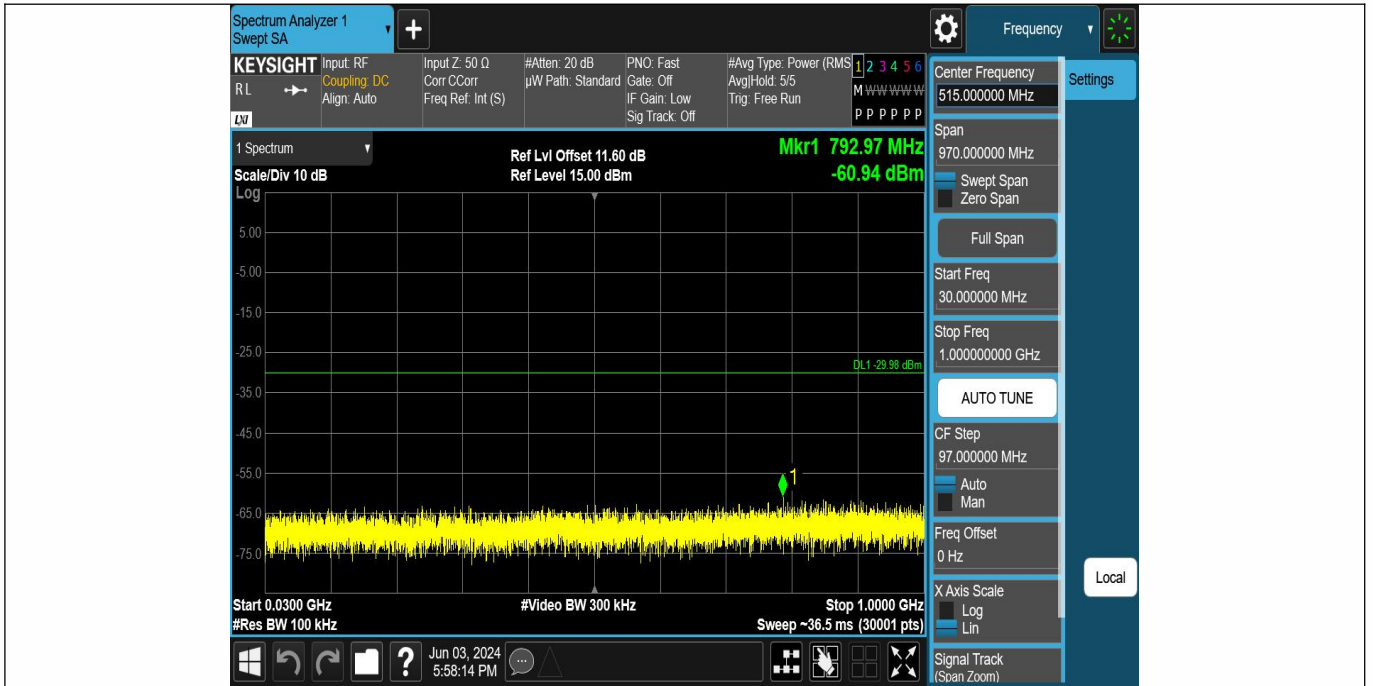 Spectrum Analyzer 1
Swept SA
+
Frequency
KEYSIGHT
R L
LXI
Input: RF
Coupling: DC
Align: Auto
Input Z: 50 Ω
Corr CCorr
Freq Ref: Int (S)
#Atten: 20 dB
µW Path: Standard
PNO: Fast
Gate: Off
IF Gain: Low
Sig Track: Off
#Avg Type: Power (RMS
Avg|Hold: 5/5
Trig: Free Run
1 2 3 4 5 6
M W W W W W
P P P P P P
1 Spectrum
Scale/Div 10 dB
Ref Lvl Offset 11.60 dB
Ref Level 15.00 dBm
Mkr1 792.97 MHz
-60.94 dBm
Log
5.00
-5.00
-15.0
-25.0
DL1 -29.98 dBm
-35.0
-45.0
-55.0
1
-65.0
-75.0
Start 0.0300 GHz
#Res BW 100 kHz
#Video BW 300 kHz
Stop 1.0000 GHz
Sweep ~36.5 ms (30001 pts)
?
Jun 03, 2024
5:58:14 PM
Center Frequency
515.000000 MHz
Settings
Span
970.000000 MHz
Swept Span
Zero Span
Full Span
Start Freq
30.000000 MHz
Stop Freq
1.000000000 GHz
AUTO TUNE
CF Step
97.000000 MHz
Auto
Man
Freq Offset
0 Hz
Local
X Axis Scale
Log
Lin
Signal Track
(Span Zoom)